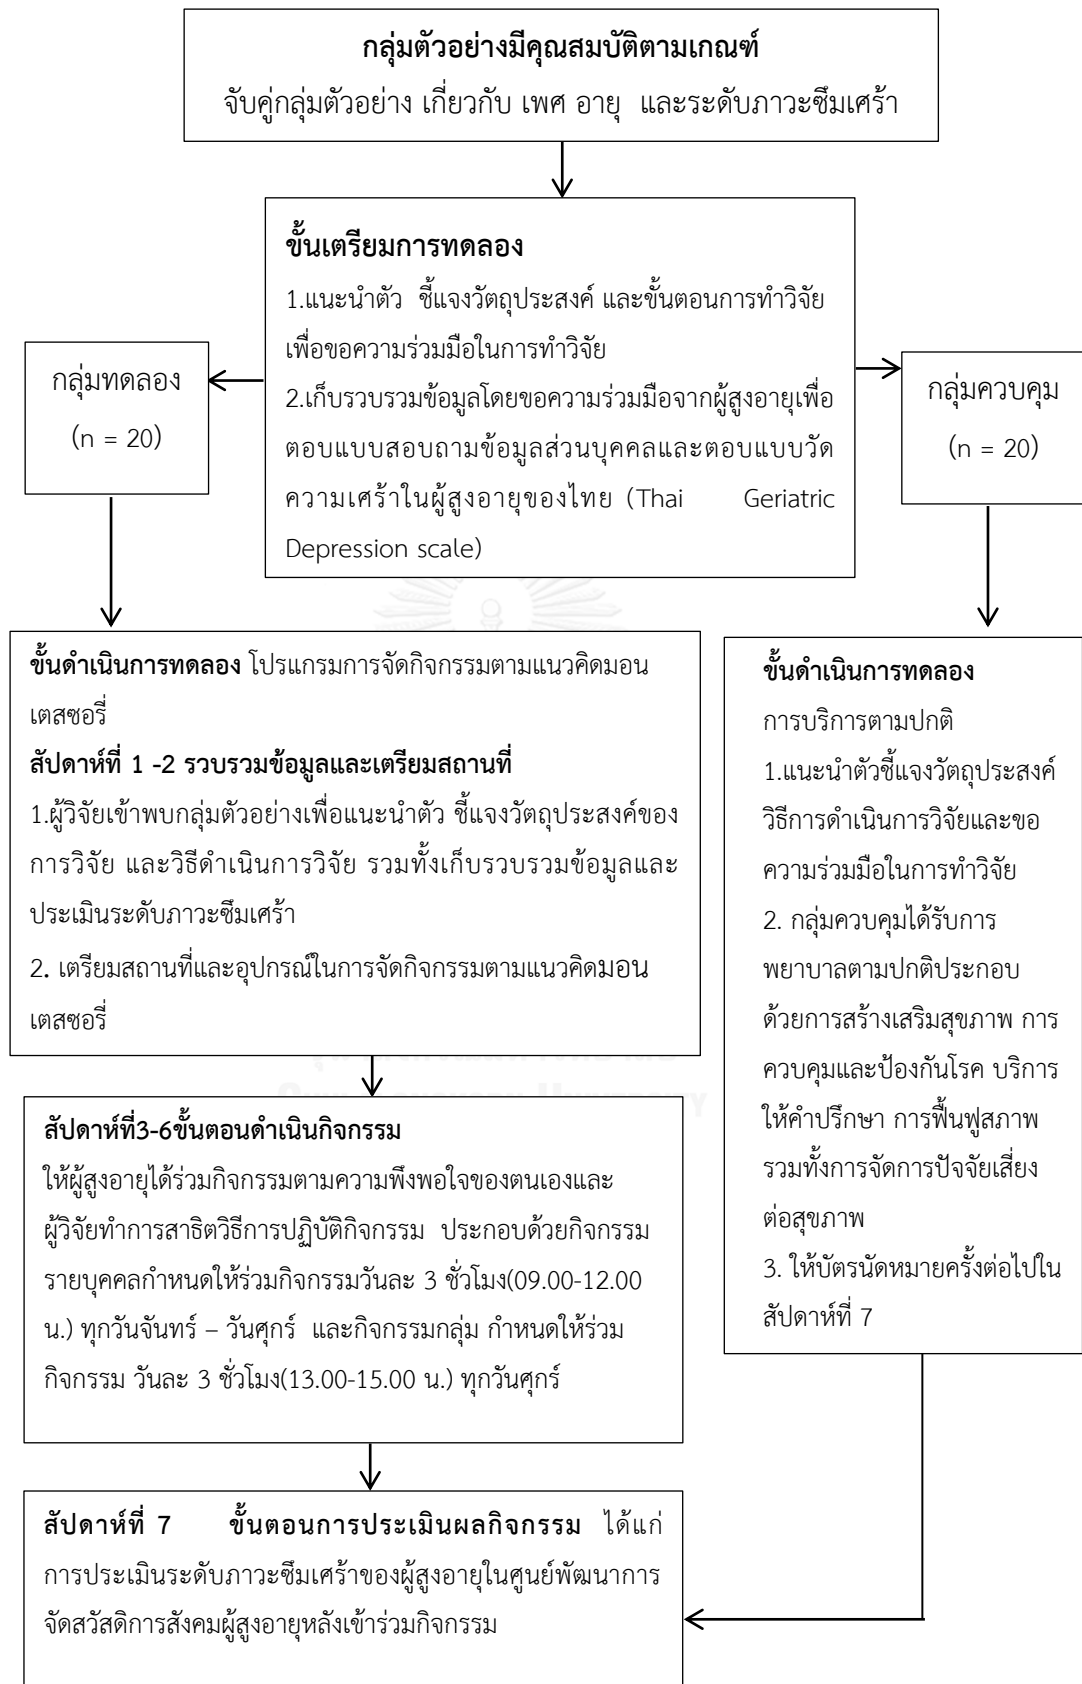 กลุ่มตัวอย่างมีคุณสมบัติตามเกณฑ์
จับคู่กลุ่มตัวอย่าง เกี่ยวกับ เพศ อายุ และระดับภาวะซึมเศร้า
ขั้นเตรียมการทดลอง
1.แนะนำตัว ชี้แจงวัตถุประสงค์ และขั้นตอนการทำวิจัย
เพื่อขอความร่วมมือในการทำวิจัย
2.เก็บรวบรวมข้อมูลโดยขอความร่วมมือจากผู้สูงอายุเพื่อ
ตอบแบบสอบถามข้อมูลส่วนบุคคลและตอบแบบวัด
ความเศร้าในผู้สูงอายุของไทย (Thai Geriatric
Depression scale)
กลุ่มทดลอง
(n = 20)
กลุ่มควบคุม
(n = 20)
ขั้นดำเนินการทดลอง โปรแกรมการจัดกิจกรรมตามแนวคิดมอน
เตสซอรี่
สัปดาห์ที่ 1 -2 รวบรวมข้อมูลและเตรียมสถานที่
1.ผู้วิจัยเข้าพบกลุ่มตัวอย่างเพื่อแนะนำตัว ชี้แจงวัตถุประสงค์ของ
การวิจัย และวิธีดำเนินการวิจัย รวมทั้งเก็บรวบรวมข้อมูลและ
ประเมินระดับภาวะซึมเศร้า
2. เตรียมสถานที่และอุปกรณ์ในการจัดกิจกรรมตามแนวคิดมอน
เตสซอรี่
สัปดาห์ที่3-6ขั้นตอนดำเนินกิจกรรม
ให้ผู้สูงอายุได้ร่วมกิจกรรมตามความพึงพอใจของตนเองและ
ผู้วิจัยทำการสาธิตวิธีการปฏิบัติกิจกรรม ประกอบด้วยกิจกรรม
รายบุคคลกำหนดให้ร่วมกิจกรรมวันละ 3 ชั่วโมง(09.00-12.00
น.) ทุกวันจันทร์ – วันศุกร์ และกิจกรรมกลุ่ม กำหนดให้ร่วม
กิจกรรม วันละ 3 ชั่วโมง(13.00-15.00 น.) ทุกวันศุกร์
สัปดาห์ที่ 7 ขั้นตอนการประเมินผลกิจกรรม ได้แก่
การประเมินระดับภาวะซึมเศร้าของผู้สูงอายุในศูนย์พัฒนาการ
จัดสวัสดิการสังคมผู้สูงอายุหลังเข้าร่วมกิจกรรม
ขั้นดำเนินการทดลอง
การบริการตามปกติ
1.แนะนำตัวชี้แจงวัตถุประสงค์
วิธีการดำเนินการวิจัยและขอ
ความร่วมมือในการทำวิจัย
2. กลุ่มควบคุมได้รับการ
พยาบาลตามปกติประกอบ
ด้วยการสร้างเสริมสุขภาพ การ
ควบคุมและป้องกันโรค บริการ
ให้คำปรึกษา การฟื้นฟูสภาพ
รวมทั้งการจัดการปัจจัยเสี่ยง
ต่อสุขภาพ
3. ให้บัตรนัดหมายครั้งต่อไปใน
สัปดาห์ที่ 7